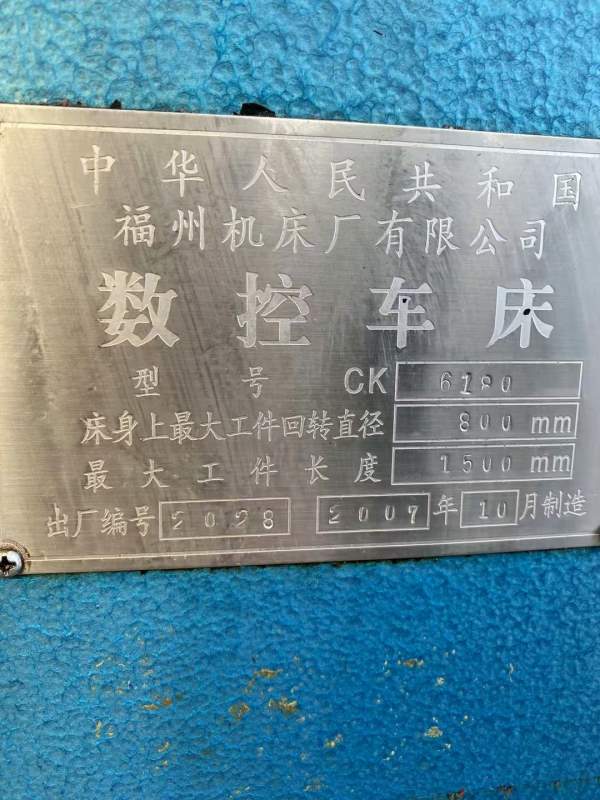 中华人民共和国
福州机床厂有限公司
数控车床
型号 CK 6180
床身上最大工件回转直径 800 mm
最大工件长度 1500 mm
出厂编号 2028 2007 年 10 月制造